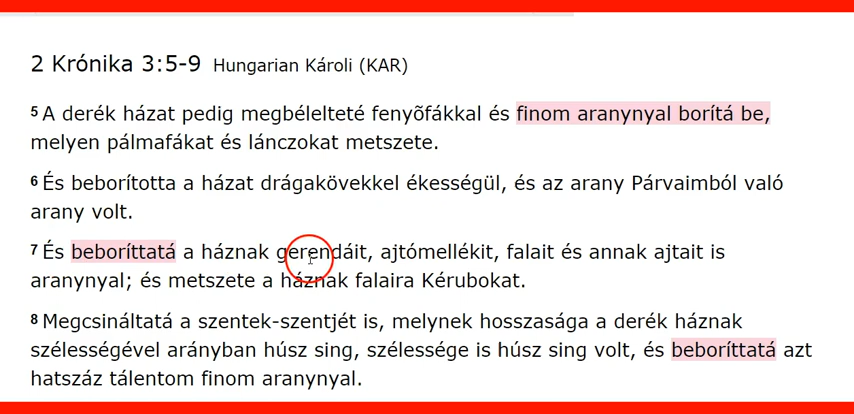 2 Krónika 3:5-9 Hungarian Károli (KAR)
5 A derék házat pedig megbélelteté fenyõfákkal és finom aranynyal borítá be,
melyen pálmafákat és lánczokat metszete.
6 És beborította a házat drágakövekkel ékességül, és az arany Párvaimból való
arany volt.
7 És beboríttatá a háznak gerendáit, ajtómellékit, falait és annak ajtait is
aranynyal; és metszete a háznak falaira Kérubokat.
8 Megcsináltatá a szentek-szentjét is, melynek hosszasága a derék háznak
szélességével arányban húsz sing, szélessége is húsz sing volt, és beboríttatá azt
hatszáz tálentom finom aranynyal.